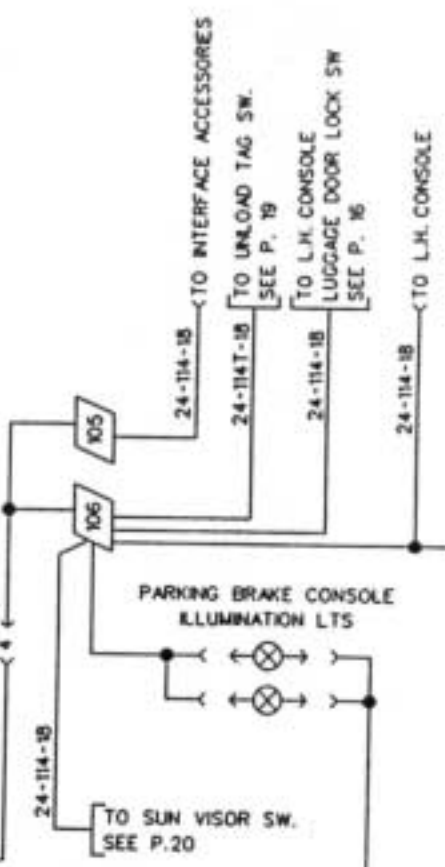 TO INTERFACE ACCESSORIES
24-114-18
TO UNLOAD TAG SW.
SEE P. 19
24-114T-18
TO L.H. CONSOLE
LUGGAGE DOOR LOCK SW
SEE P. 16
24-114-18
TO L.H. CONSOLE
24-114-18
105
106
4
PARKING BRAKE CONSOLE
ILLUMINATION LTS
24-114-18
TO SUN VISOR SW.
SEE P.20